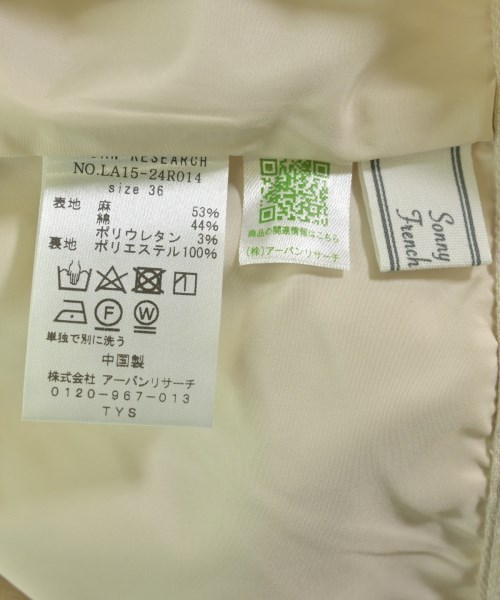 RESEARCH
NO.LA15-24R014
size 36
表地 麻 53%
綿 44%
ポリウレタン 3%
裏地 ポリエステル100%
F W
単独で別に洗う
中国製
株式会社 アーバンリサーチ
0120-967-013
TYS
商品の関連情報はこちら
(株)アーバンリサーチ
Sonny
French